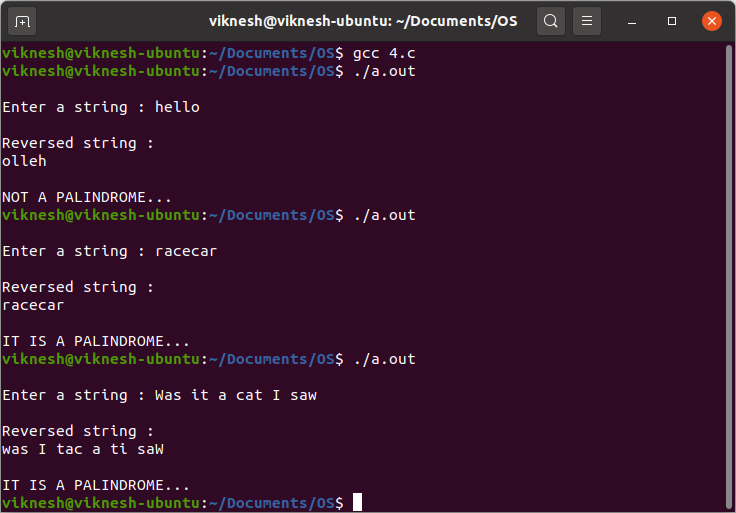 viknesh@viknesh-ubuntu: ~/Documents/OS
viknesh@viknesh-ubuntu:~/Documents/OS$ gcc 4.c
viknesh@viknesh-ubuntu:~/Documents/OS$ ./a.out
Enter a string : hello
Reversed string :
olleh
NOT A PALINDROME...
viknesh@viknesh-ubuntu:~/Documents/OS$ ./a.out
Enter a string : racecar
Reversed string :
racecar
IT IS A PALINDROME...
viknesh@viknesh-ubuntu:~/Documents/OS$ ./a.out
Enter a string : Was it a cat I saw
Reversed string :
was I tac a ti saW
IT IS A PALINDROME...
viknesh@viknesh-ubuntu:~/Documents/OS$